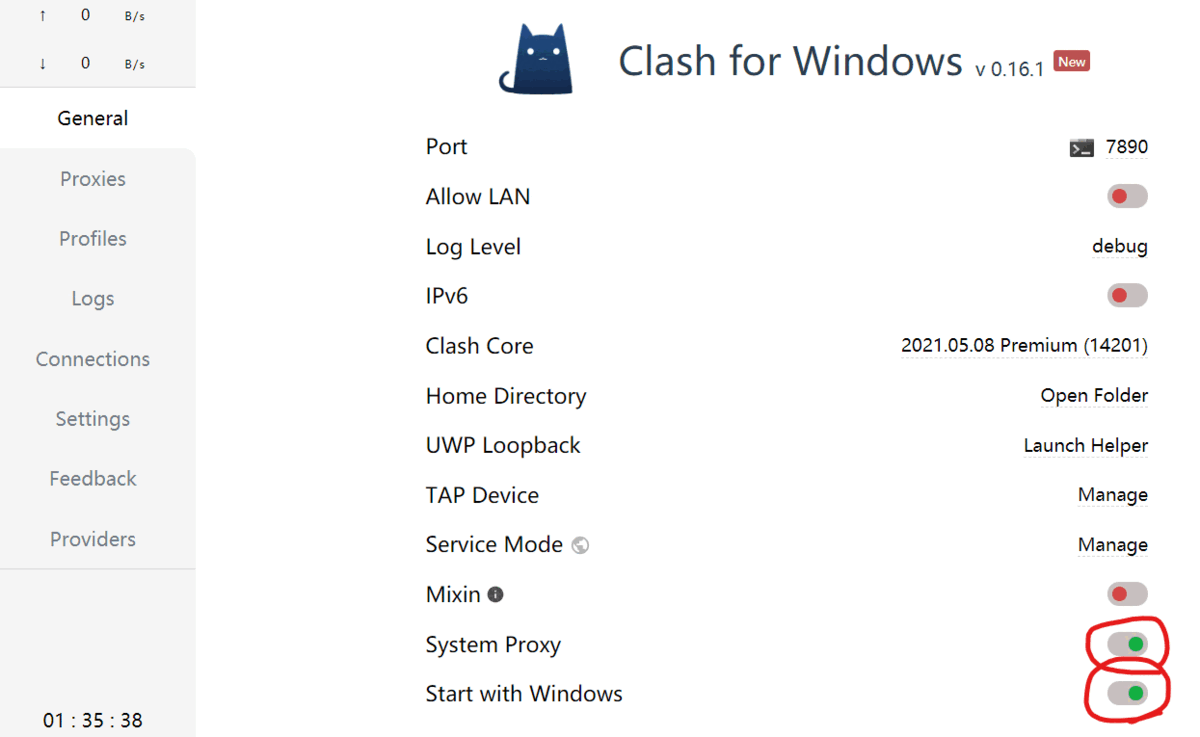 ↑ 0 B/s
↓ 0 B/s
General
Proxies
Profiles
Logs
Connections
Settings
Feedback
Providers
01 : 35 : 38
Clash for Windows v 0.16.1 New
Port 7890
Allow LAN
Log Level debug
IPv6
Clash Core 2021.05.08 Premium (14201)
Home Directory Open Folder
UWP Loopback Launch Helper
TAP Device Manage
Service Mode Manage
Mixin
System Proxy
Start with Windows